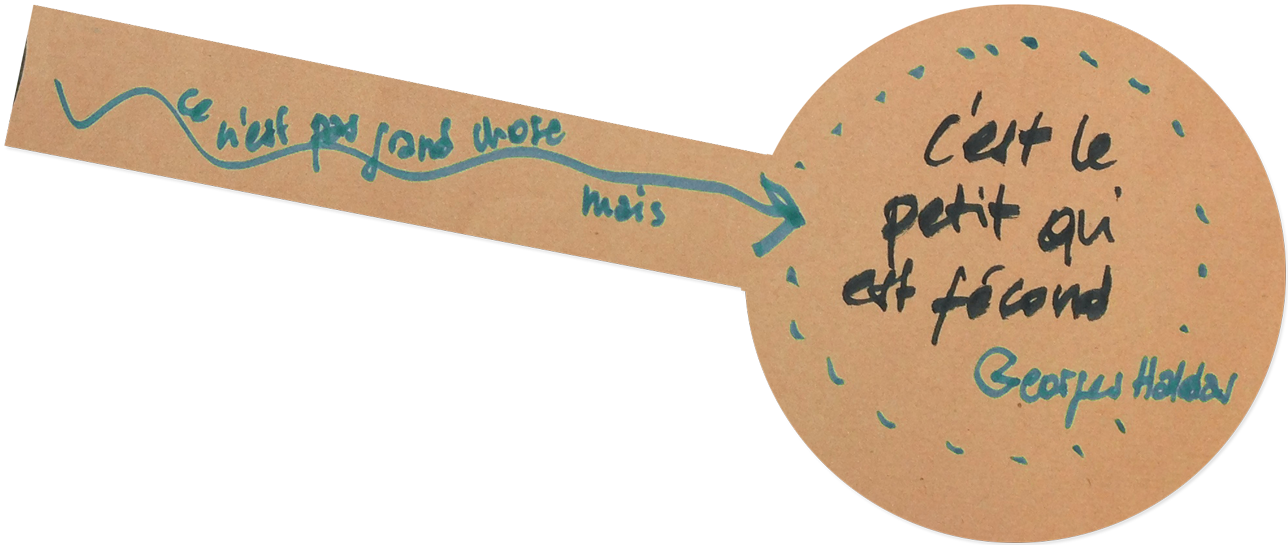 ce n'est pas grand chose
mais
c'est le
petit qui
est fécond
Georges Haldas